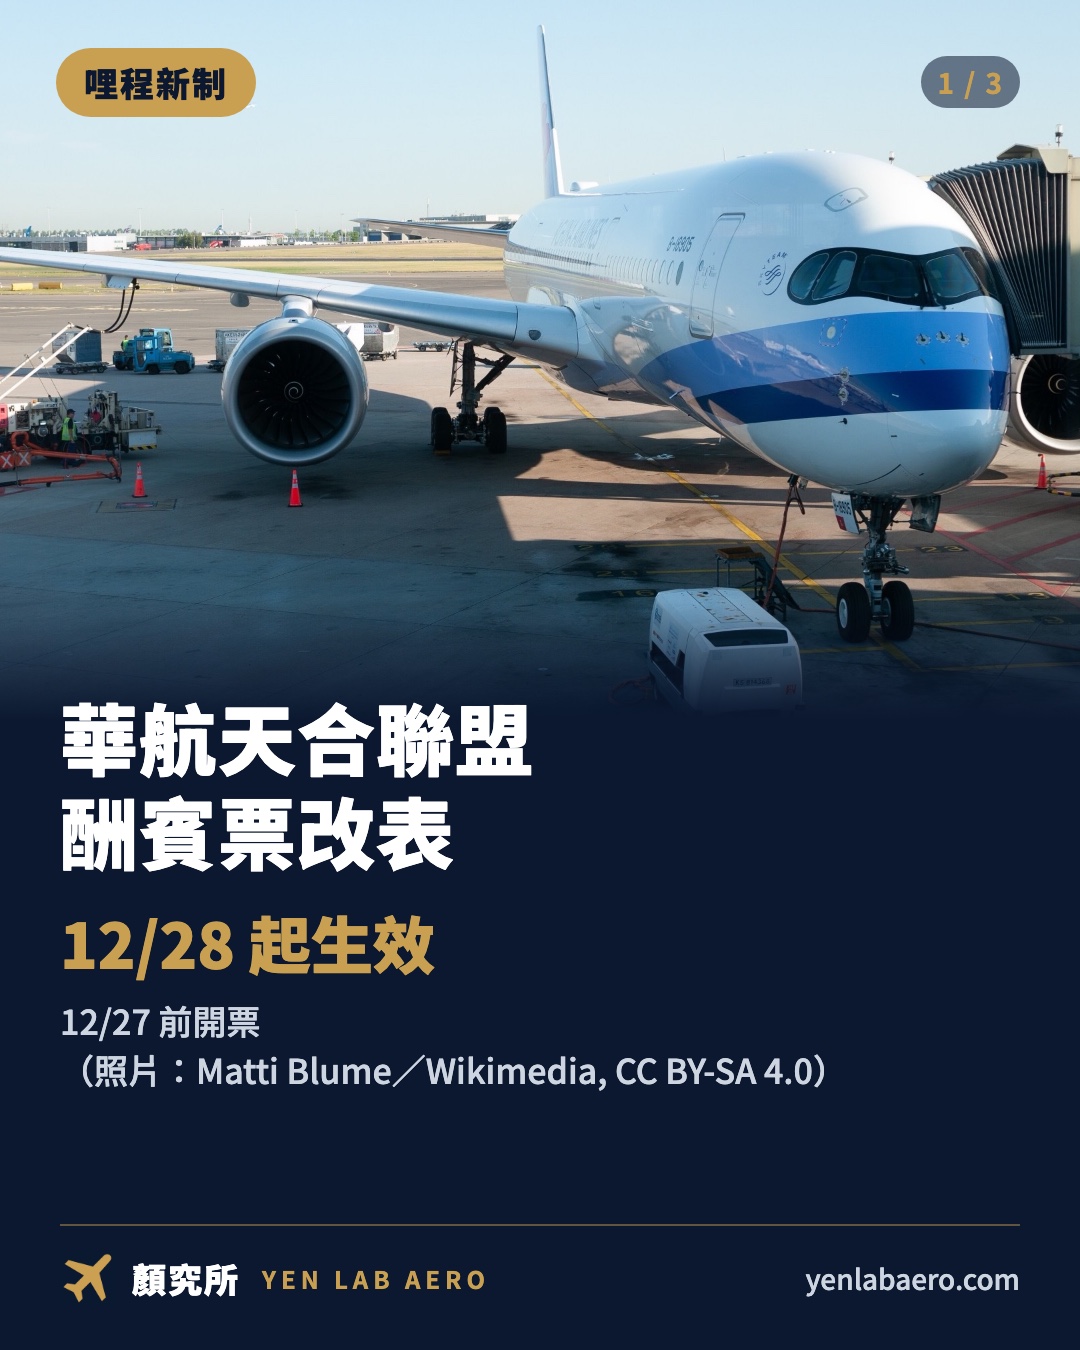 哩程新制
1 / 3
B-18905
B-18905
華航天合聯盟
酬賓票改表
12/28 起生效
12/27 前開票
（照片：Matti Blume／Wikimedia, CC BY-SA 4.0）
顏究所 YEN LAB AERO
yenlabaero.com